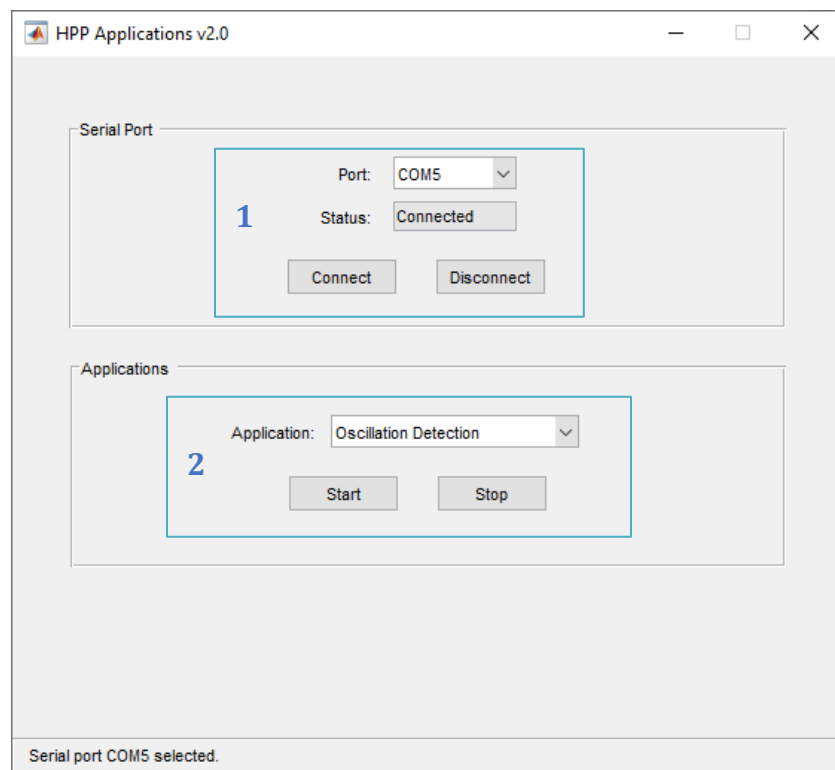 HPP Applications v2.0
Serial Port
Port: COM5
1
Status: Connected
Connect Disconnect
Applications
Application: Oscillation Detection
2
Start Stop
Serial port COM5 selected.